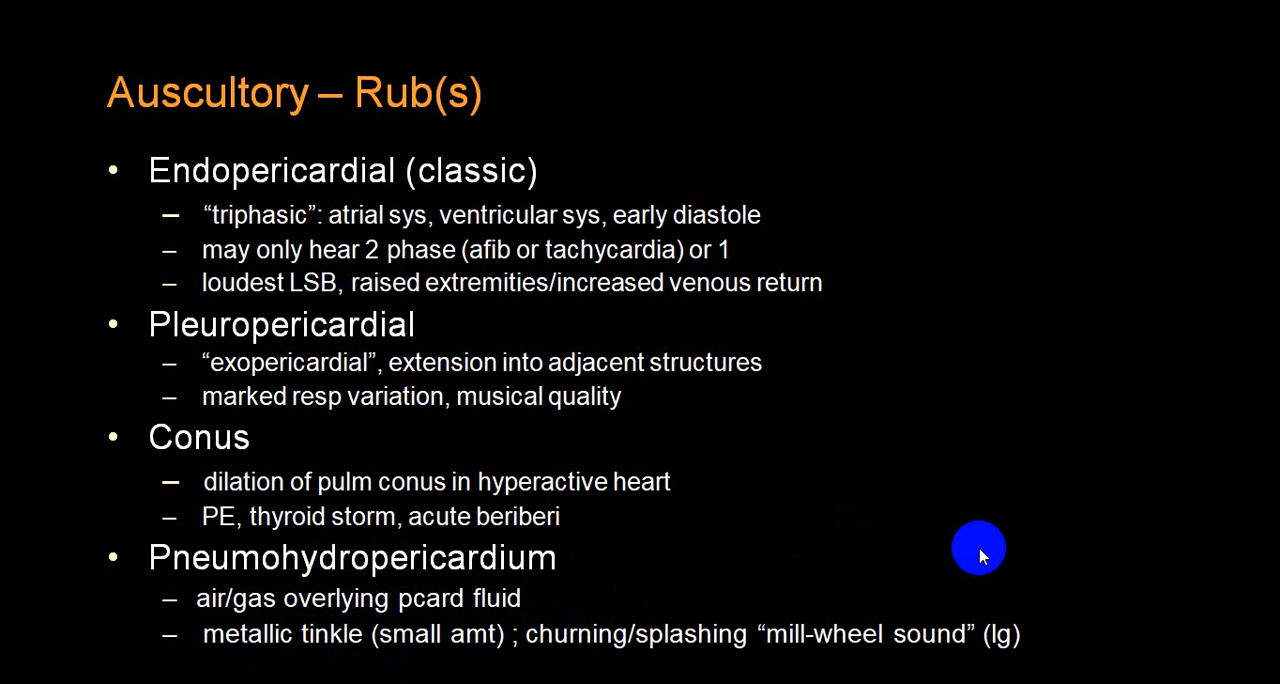 Auscultory – Rub(s)
• Endopericardial (classic)
– “triphasic”: atrial sys, ventricular sys, early diastole
– may only hear 2 phase (afib or tachycardia) or 1
– loudest LSB, raised extremities/increased venous return
• Pleuropericardial
– “exopericardial”, extension into adjacent structures
– marked resp variation, musical quality
• Conus
– dilation of pulm conus in hyperactive heart
– PE, thyroid storm, acute beriberi
• Pneumohydropericardium
– air/gas overlying pcard fluid
– metallic tinkle (small amt) ; churning/splashing “mill-wheel sound” (lg)